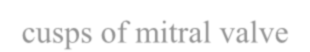 cusps of mitral valve